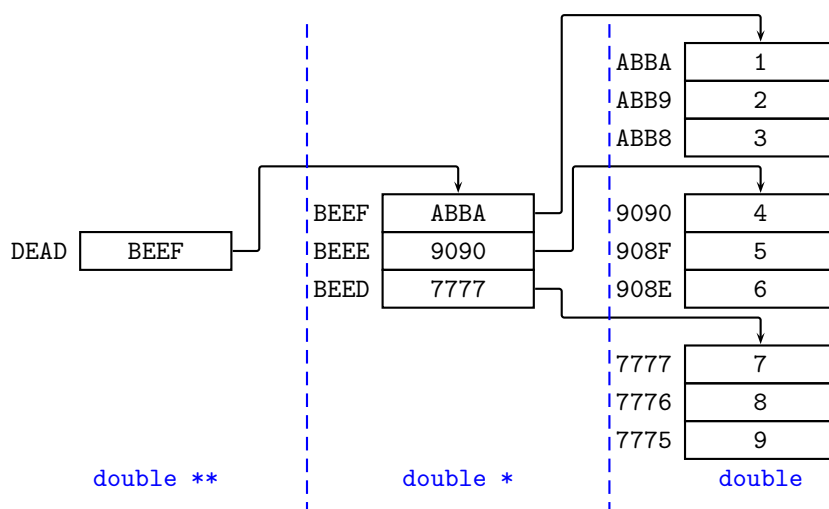 ABBA 1
ABB9 2
ABB8 3
BEEF ABBA 9090 4
DEAD BEEF BEEE 9090 908F 5
BEED 7777 908E 6
7777 7
7776 8
7775 9
double ** double * double